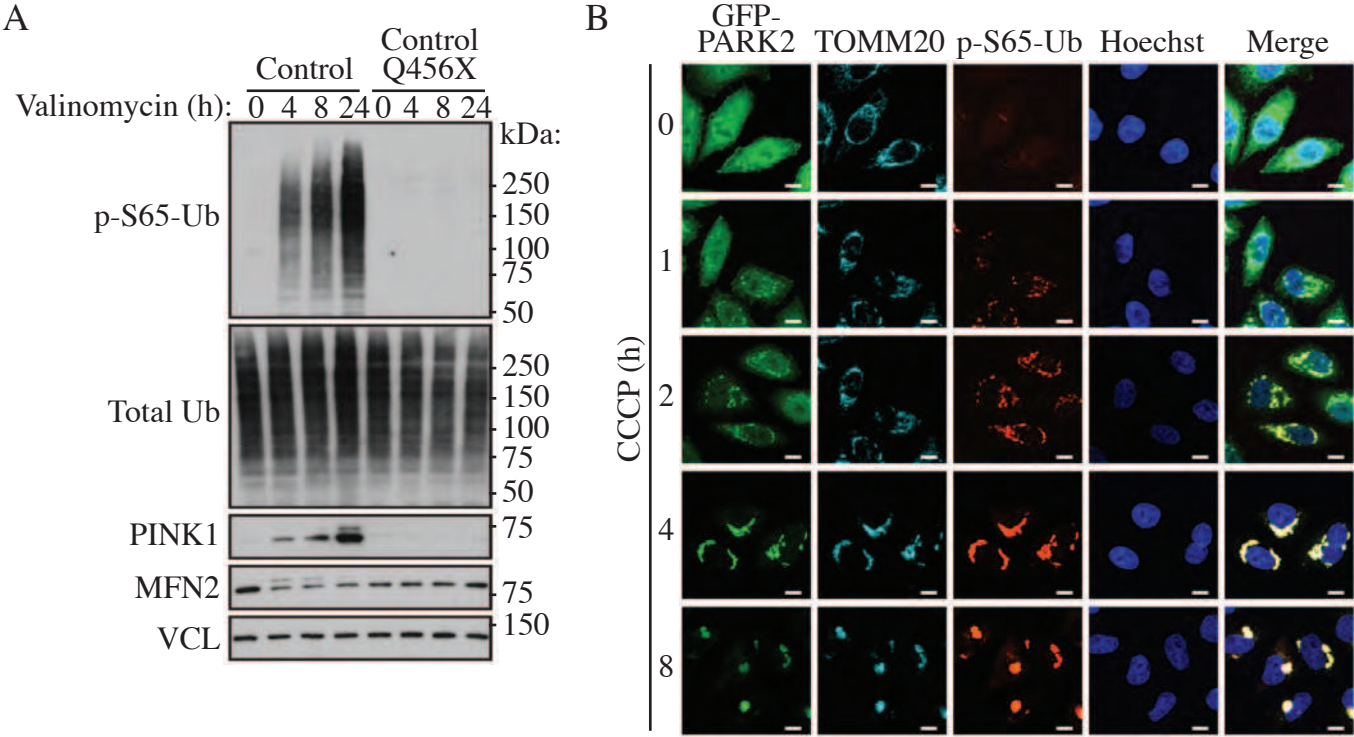 A
Control
Control
Q456X
Valinomycin (h): 0 4 8 24 0 4 8 24
kDa:
p-S65-Ub
250
150
100
75
50
Total Ub
250
150
100
75
50
PINK1
75
MFN2
75
VCL
150
B
GFP-
PARK2 TOMM20 p-S65-Ub Hoechst Merge
CCCP (h)
0
1
2
4
8